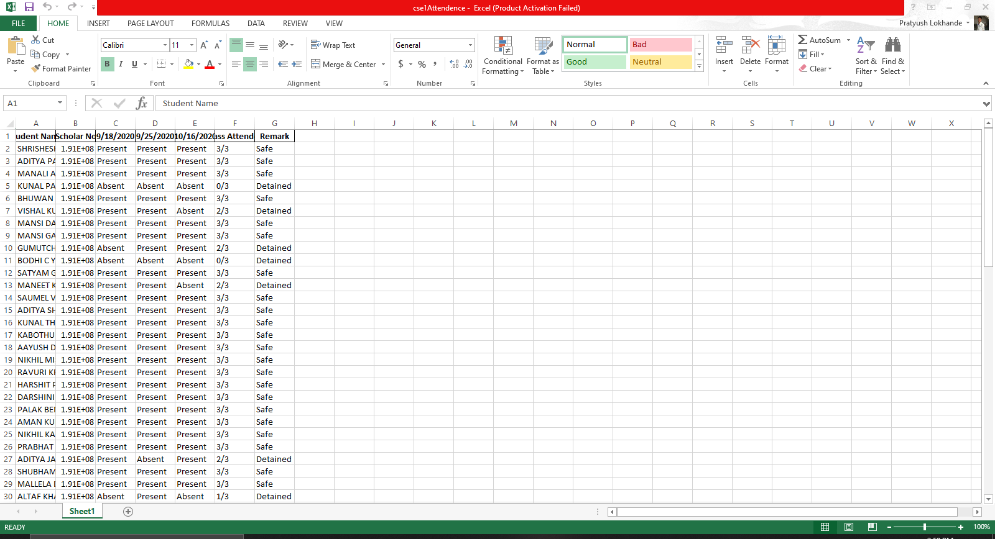 cse1Attendence - Excel (Product Activation Failed)
FILE HOME INSERT PAGE LAYOUT FORMULAS DATA REVIEW VIEW Pratyush Lokhande
Paste Cut Copy Format Painter Clipboard
Calibri 11 B I U A Font
Wrap Text Merge & Center Alignment
General $ % , Number
Conditional Formatting Format as Table Normal Bad Good Neutral Styles
Insert Delete Format Cells
AutoSum Fill Clear Sort & Filter Find & Select Editing
A1 fx Student Name
A B C D E F G H I J K L M N O P Q R S T U V W X
1 udent Nan Scholar No 9/18/2020 9/25/2020 10/16/2020 ass Attend Remark
2 SHRISHESH 1.91E+08 Present Present Present 3/3 Safe
3 ADITYA PA 1.91E+08 Present Present Present 3/3 Safe
4 MANALI A 1.91E+08 Present Present Present 3/3 Safe
5 KUNAL PA 1.91E+08 Absent Absent Absent 0/3 Detained
6 BHUWAN 1.91E+08 Present Present Present 3/3 Safe
7 VISHAL KU 1.91E+08 Present Present Absent 2/3 Detained
8 MANSI DA 1.91E+08 Present Present Present 3/3 Safe
9 MANSI GA 1.91E+08 Present Present Present 3/3 Safe
10 GUMUTCH 1.91E+08 Absent Present Present 2/3 Detained
11 BODHI C Y 1.91E+08 Absent Absent Absent 0/3 Detained
12 SATYAM G 1.91E+08 Present Present Present 3/3 Safe
13 MANEET K 1.91E+08 Present Present Absent 2/3 Detained
14 SAUMEL V 1.91E+08 Present Present Present 3/3 Safe
15 ADITYA SH 1.91E+08 Present Present Present 3/3 Safe
16 KUNAL TH 1.91E+08 Present Present Present 3/3 Safe
17 KABOTHU 1.91E+08 Present Present Present 3/3 Safe
18 AAYUSH D 1.91E+08 Present Present Present 3/3 Safe
19 NIKHIL MI 1.91E+08 Present Present Present 3/3 Safe
20 RAVURI KI 1.91E+08 Present Present Present 3/3 Safe
21 HARSHIT P 1.91E+08 Present Present Present 3/3 Safe
22 DARSHINI 1.91E+08 Present Present Present 3/3 Safe
23 PALAK BEI 1.91E+08 Present Present Present 3/3 Safe
24 AMAN KU 1.91E+08 Present Present Present 3/3 Safe
25 NIKHIL KA 1.91E+08 Present Present Present 3/3 Safe
26 PRABHAT 1.91E+08 Present Present Present 3/3 Safe
27 ADITYA JA 1.91E+08 Present Absent Present 2/3 Detained
28 SHUBHAM 1.91E+08 Present Present Present 3/3 Safe
29 MALLELA 1.91E+08 Present Present Present 3/3 Safe
30 ALTAF KHA 1.91E+08 Absent Present Absent 1/3 Detained
Sheet1
READY 100%